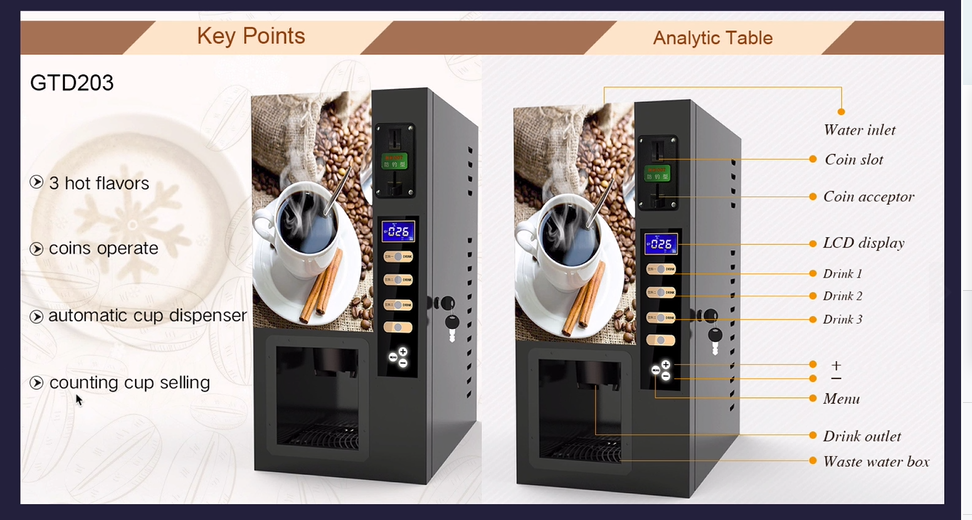 Key Points
Analytic Table
GTD203
3 hot flavors
coins operate
automatic cup dispenser
counting cup selling
026
026
Water inlet
Coin slot
Coin acceptor
LCD display
Drink 1
Drink 2
Drink 3
+
−
Menu
Drink outlet
Waste water box